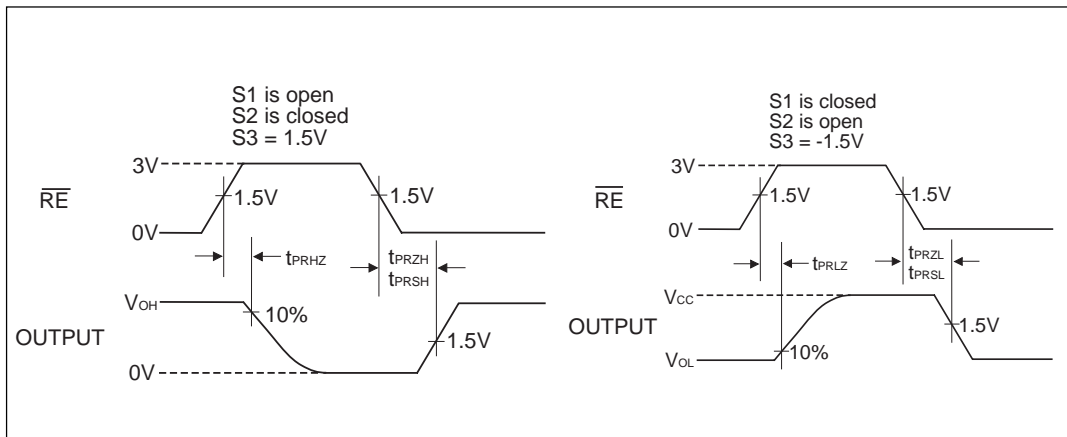 S1 is open
S2 is closed
S3 = 1.5V
3V
RE
1.5V
1.5V
0V
tPRHZ
tPRZH
tPRSH
VOH
10%
OUTPUT
1.5V
0V
S1 is closed
S2 is open
S3 = -1.5V
3V
RE
1.5V
1.5V
0V
tPRLZ
tPRZL
tPRSL
VCC
OUTPUT
1.5V
10%
VOL